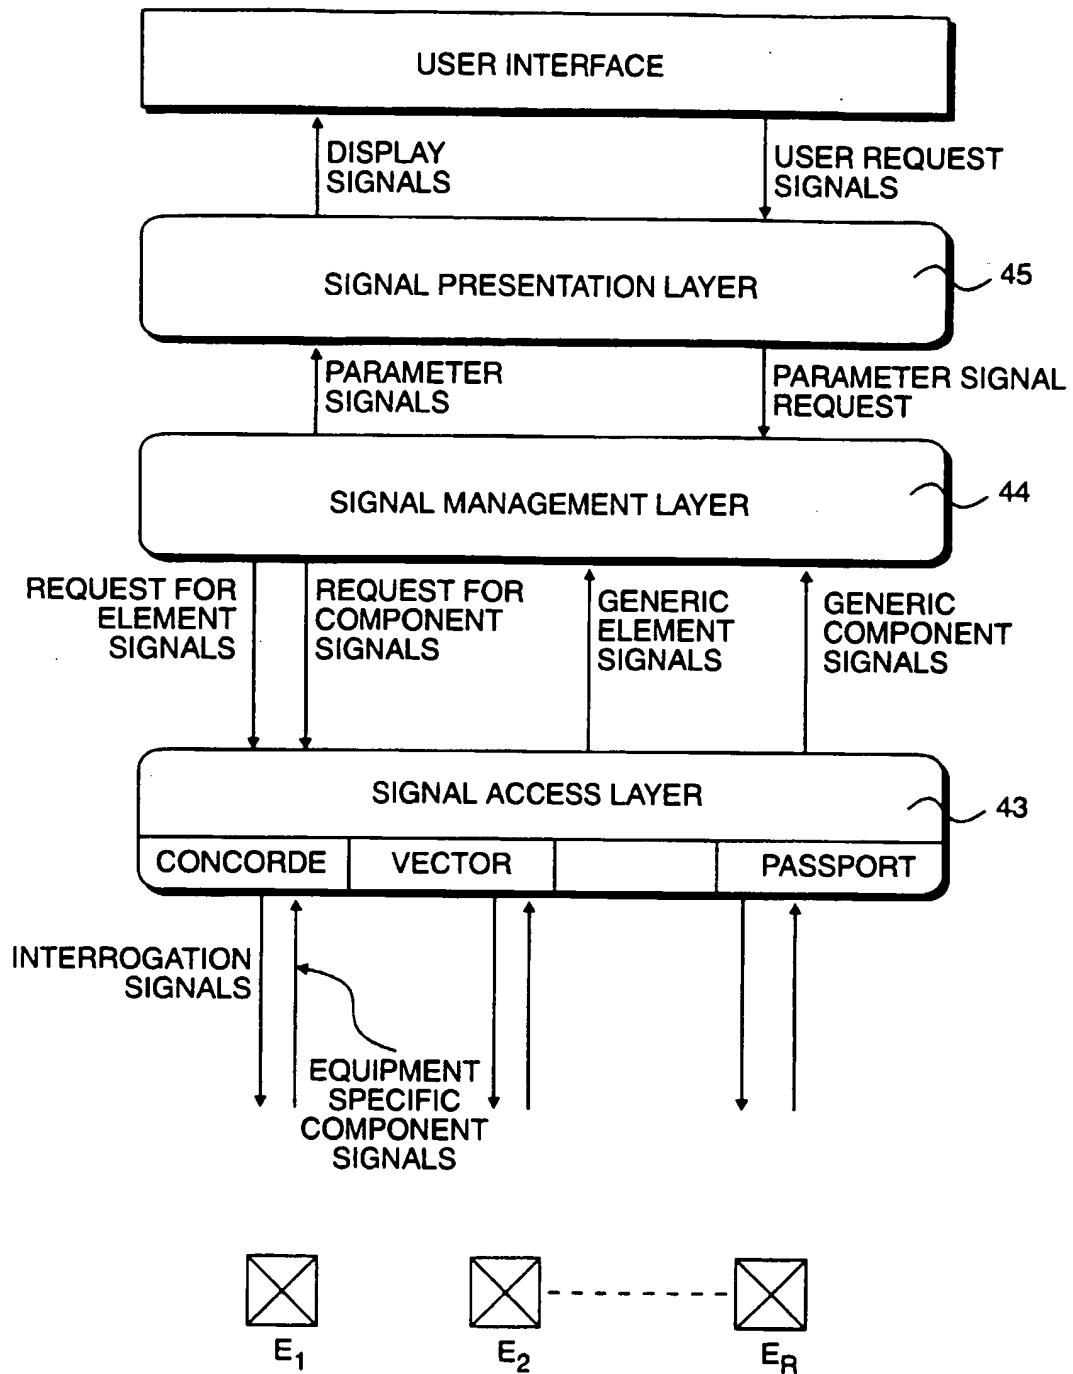 USER INTERFACE
DISPLAY
SIGNALS
USER REQUEST
SIGNALS
SIGNAL PRESENTATION LAYER
45
PARAMETER
SIGNALS
PARAMETER SIGNAL
REQUEST
SIGNAL MANAGEMENT LAYER
44
REQUEST FOR
ELEMENT
SIGNALS
REQUEST FOR
COMPONENT
SIGNALS
GENERIC
ELEMENT
SIGNALS
GENERIC
COMPONENT
SIGNALS
SIGNAL ACCESS LAYER
43
CONCORDE
VECTOR
PASSPORT
INTERROGATION
SIGNALS
EQUIPMENT
SPECIFIC
COMPONENT
SIGNALS
E1
E2
ER